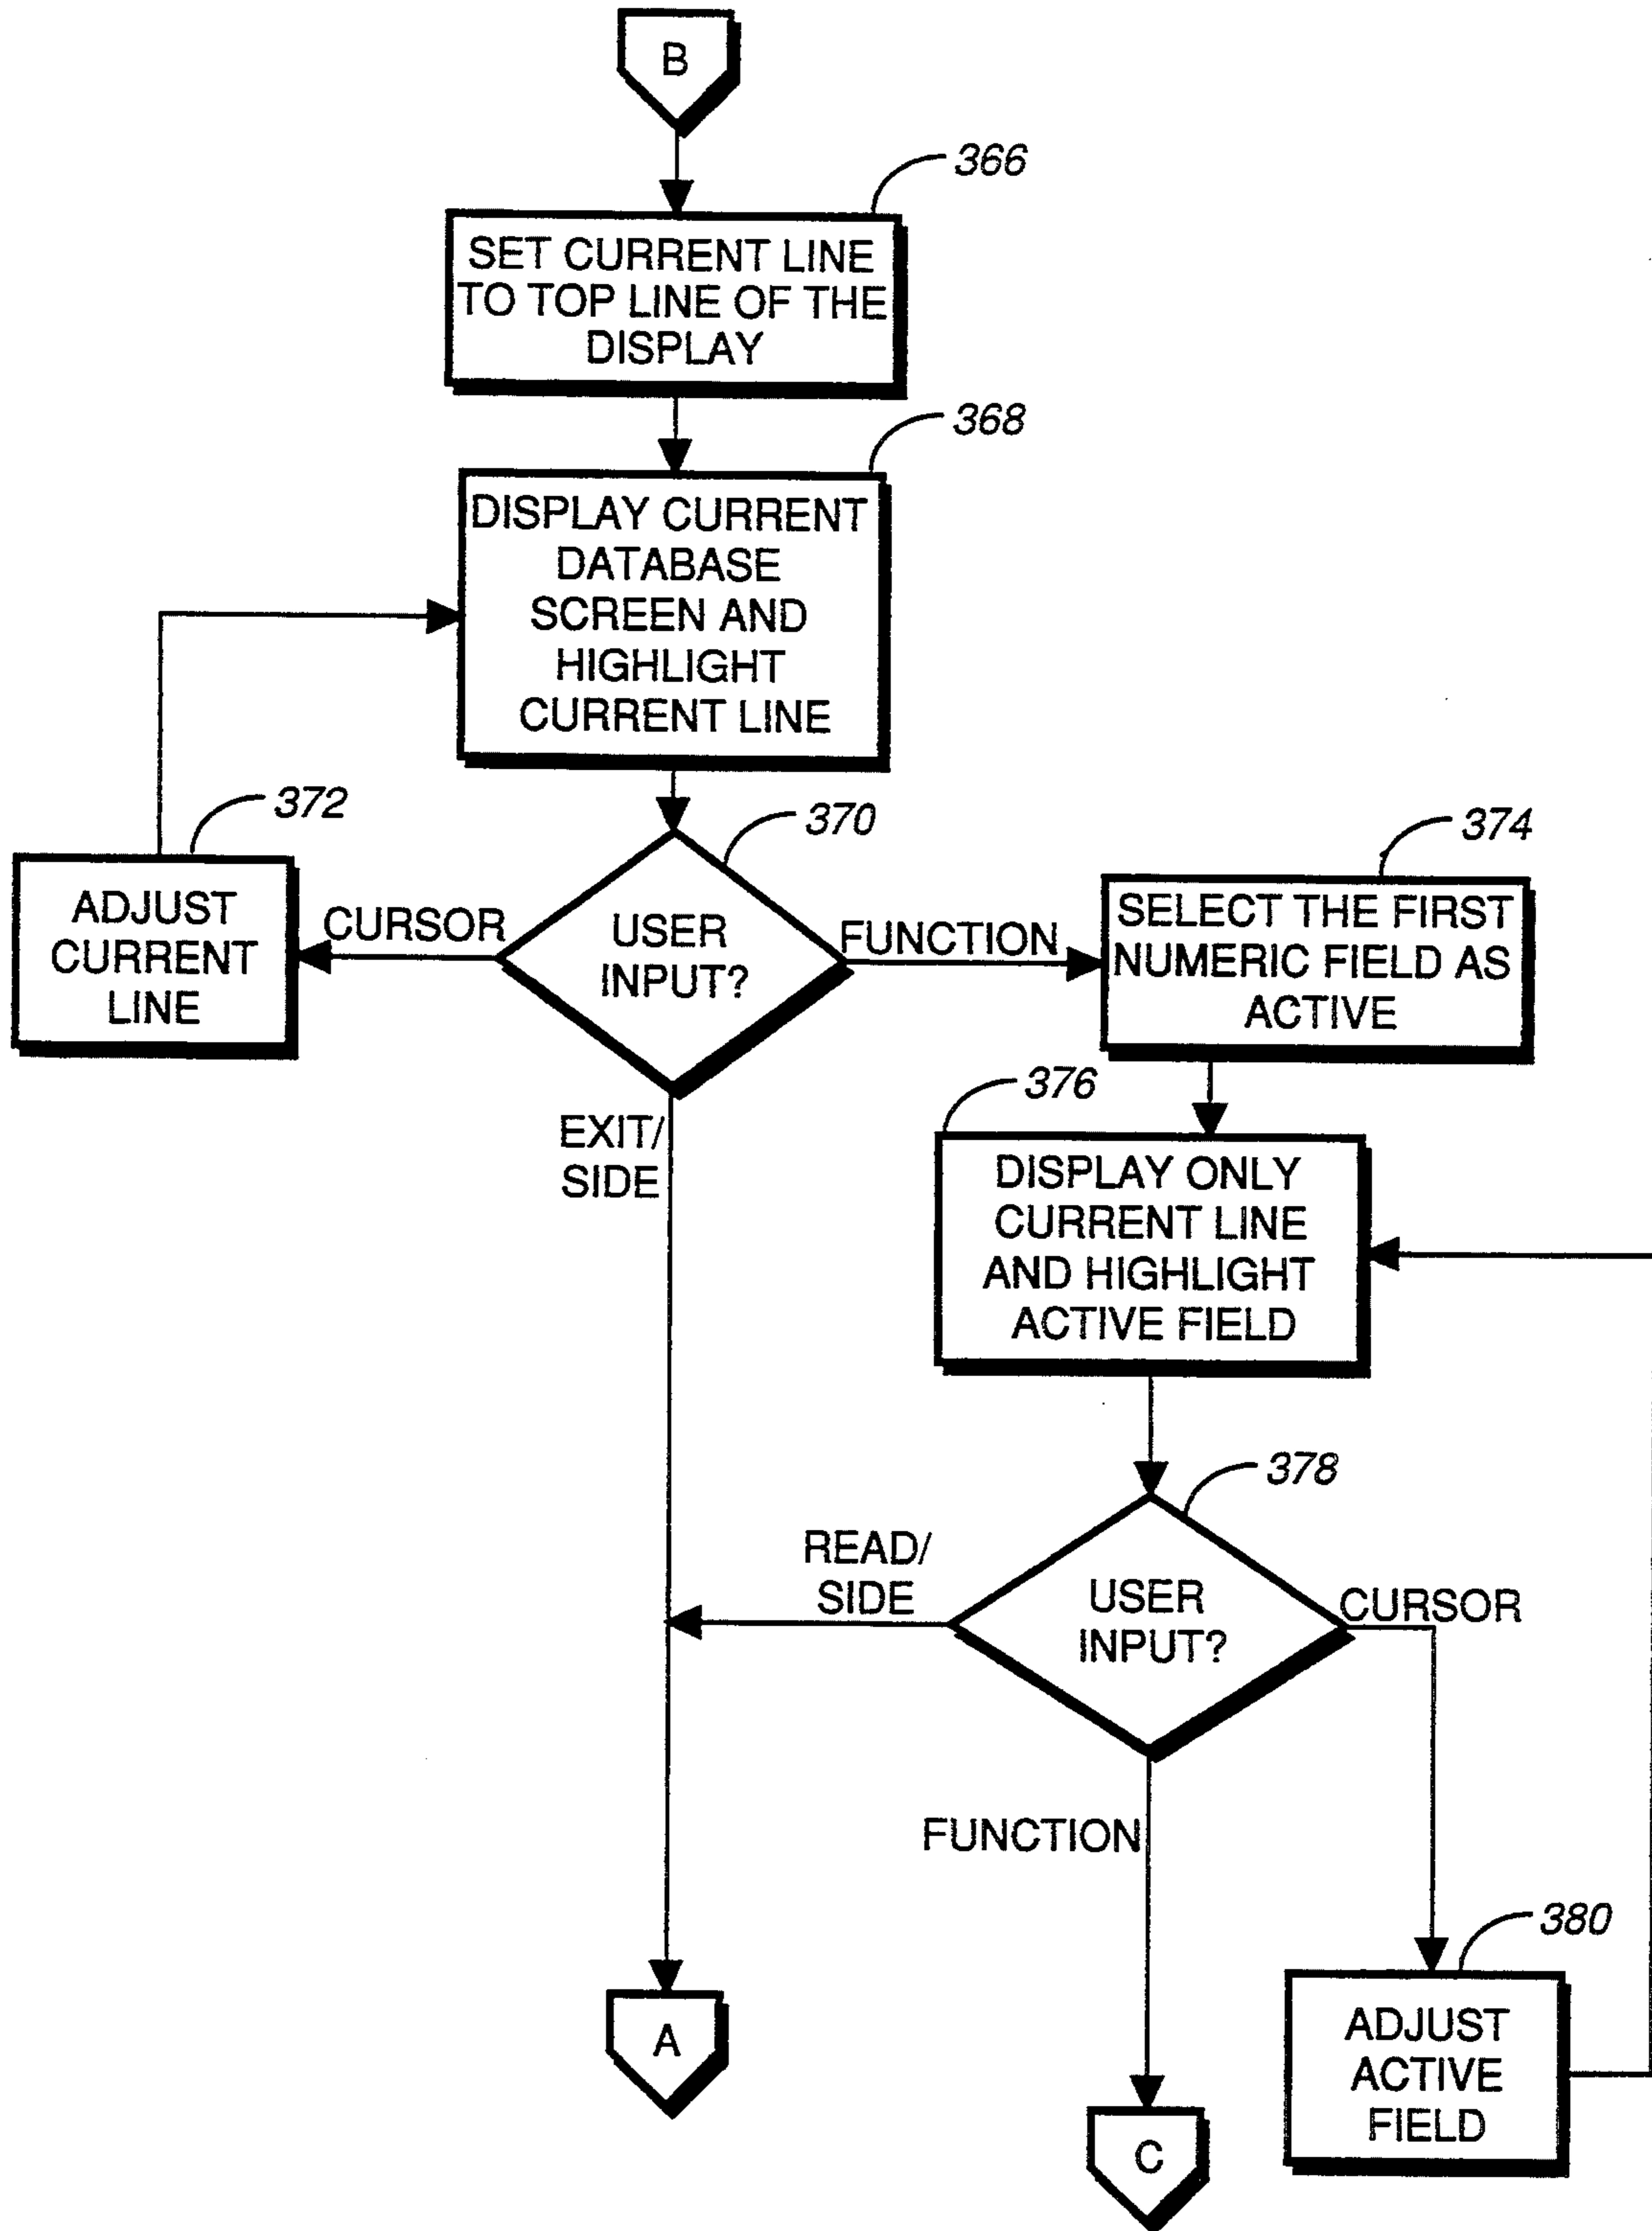 B
366
SET CURRENT LINE
TO TOP LINE OF THE
DISPLAY
368
DISPLAY CURRENT
DATABASE
SCREEN AND
HIGHLIGHT
CURRENT LINE
372
ADJUST
CURRENT
LINE
CURSOR
370
USER
INPUT?
FUNCTION
374
SELECT THE FIRST
NUMERIC FIELD AS
ACTIVE
EXIT/
SIDE
376
DISPLAY ONLY
CURRENT LINE
AND HIGHLIGHT
ACTIVE FIELD
378
READ/
SIDE
USER
INPUT?
CURSOR
FUNCTION
380
ADJUST
ACTIVE
FIELD
A
C